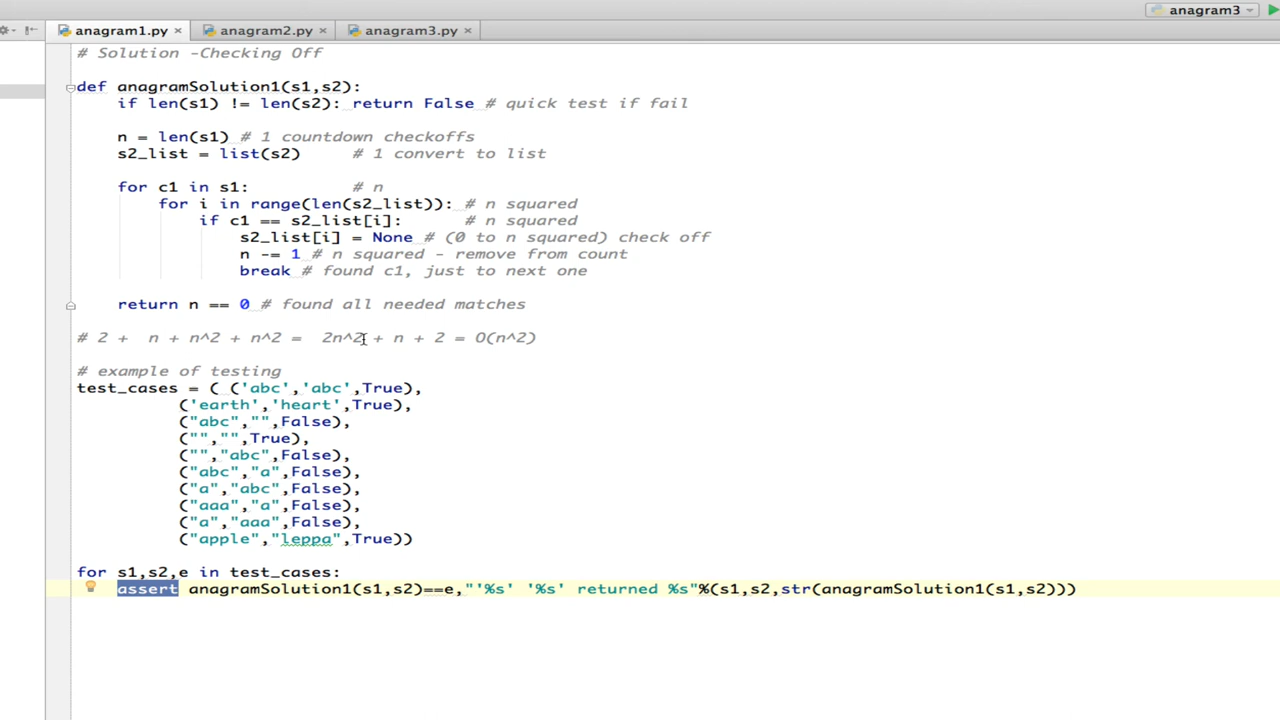 anagram3
anagram1.py
anagram2.py
anagram3.py
# Solution -Checking Off
def anagramSolution1(s1,s2):
if len(s1) != len(s2): return False # quick test if fail
n = len(s1) # 1 countdown checkoffs
s2_list = list(s2) # 1 convert to list
for c1 in s1: # n
for i in range(len(s2_list)): # n squared
if c1 == s2_list[i]: # n squared
s2_list[i] = None # (0 to n squared) check off
n -= 1 # n squared - remove from count
break # found c1, just to next one
return n == 0 # found all needed matches
# 2 + n + n^2 + n^2 = 2n^2 + n + 2 = O(n^2)
# example of testing
test_cases = ( ('abc','abc',True),
('earth','heart',True),
("abc","",False),
("","",True),
("","abc",False),
("abc","a",False),
("a","abc",False),
("aaa","a",False),
("a","aaa",False),
("apple","leppa",True))
for s1,s2,e in test_cases:
assert anagramSolution1(s1,s2)==e,"'%s' '%s' returned %s"%(s1,s2,str(anagramSolution1(s1,s2)))